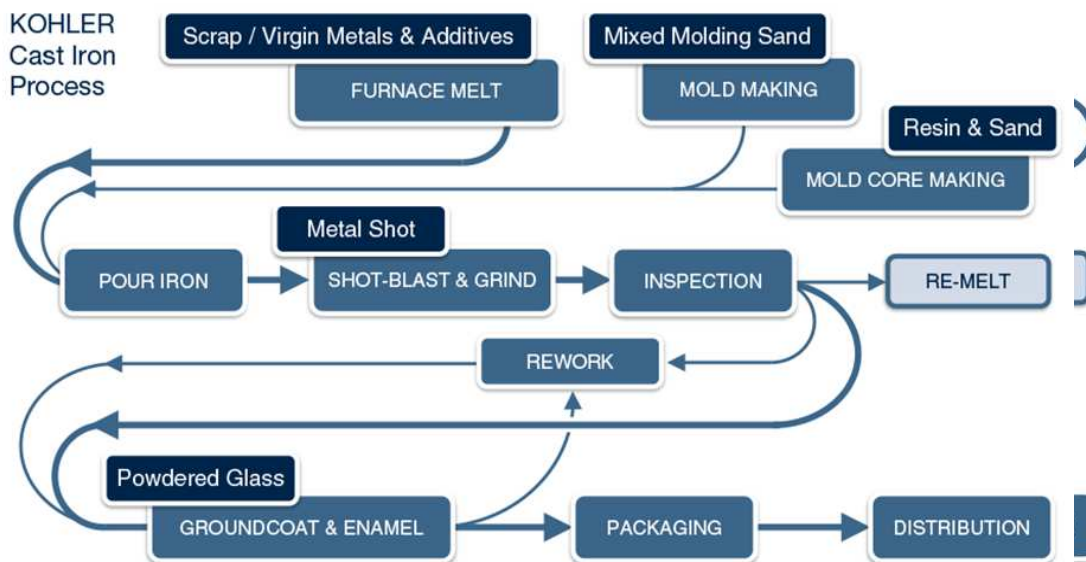 KOHLER
Cast Iron
Process
Scrap / Virgin Metals & Additives
FURNACE MELT
Mixed Molding Sand
MOLD MAKING
Resin & Sand
MOLD CORE MAKING
Metal Shot
POUR IRON
SHOT-BLAST & GRIND
INSPECTION
RE-MELT
REWORK
Powdered Glass
GROUNDCOAT & ENAMEL
PACKAGING
DISTRIBUTION